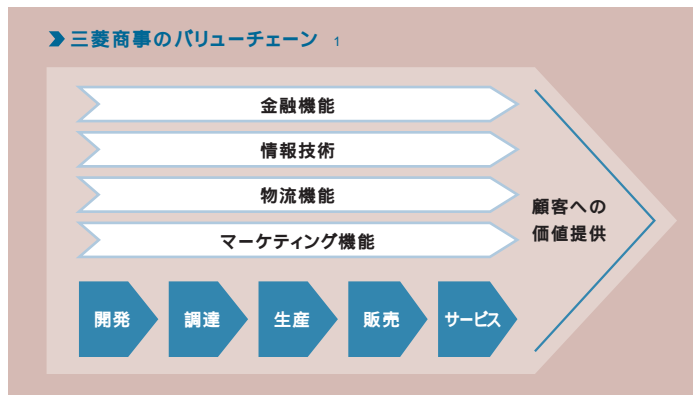 三菱商事のバリューチェーン 1
金融機能
情報技術
物流機能
マーケティング機能
顧客への
価値提供
開発
調達
生産
販売
サービス